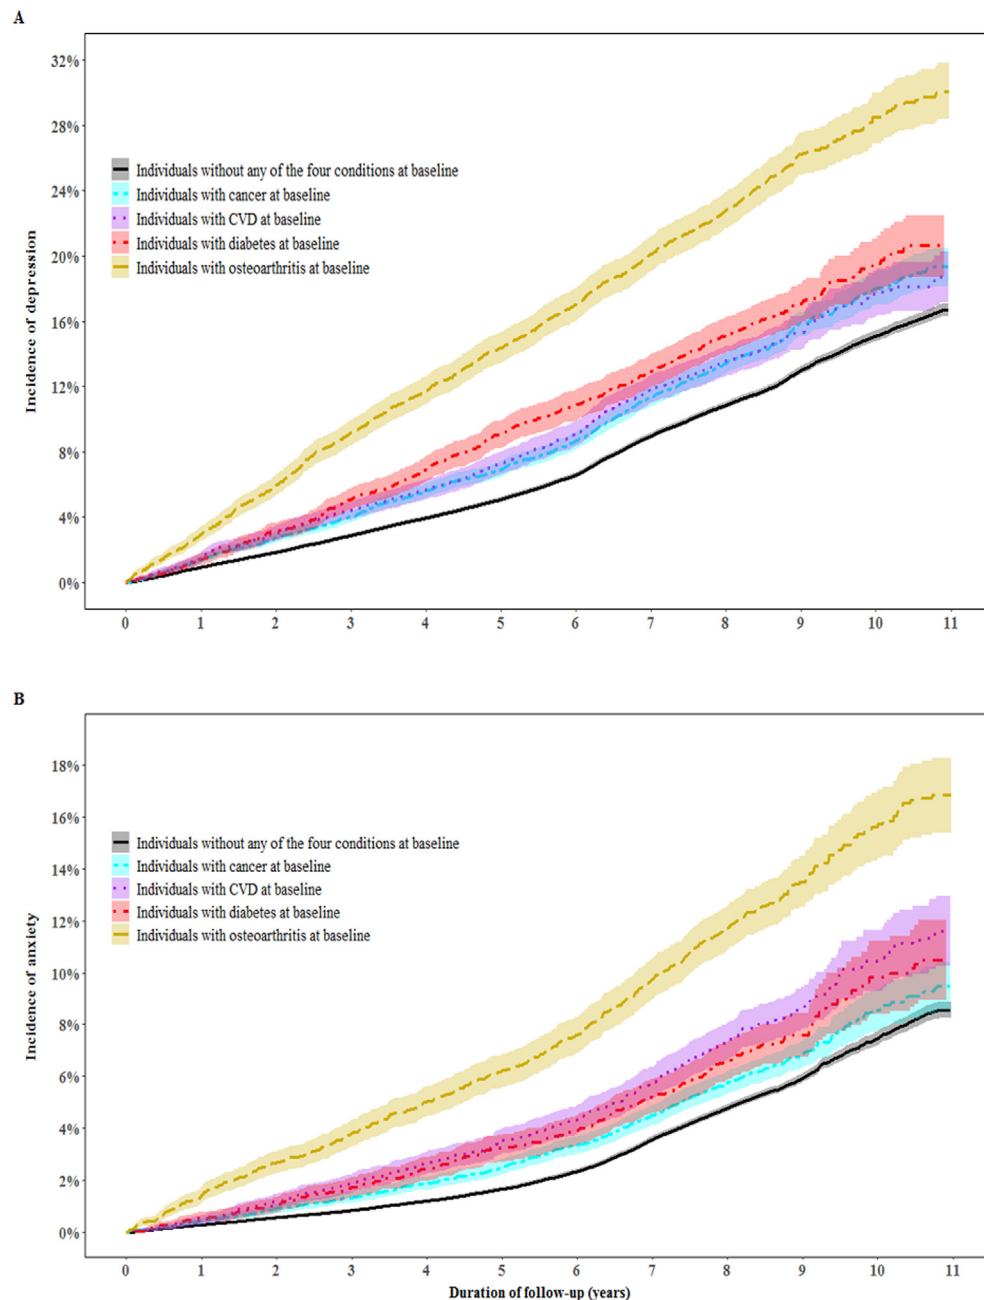 A
Incidence of depression
32%
28%
24%
20%
16%
12%
8%
4%
0%
Individuals without any of the four conditions at baseline
Individuals with cancer at baseline
Individuals with CVD at baseline
Individuals with diabetes at baseline
Individuals with osteoarthritis at baseline
0 1 2 3 4 5 6 7 8 9 10 11
B
Incidence of anxiety
18%
16%
14%
12%
10%
8%
6%
4%
2%
0%
Individuals without any of the four conditions at baseline
Individuals with cancer at baseline
Individuals with CVD at baseline
Individuals with diabetes at baseline
Individuals with osteoarthritis at baseline
0 1 2 3 4 5 6 7 8 9 10 11
Duration of follow-up (years)